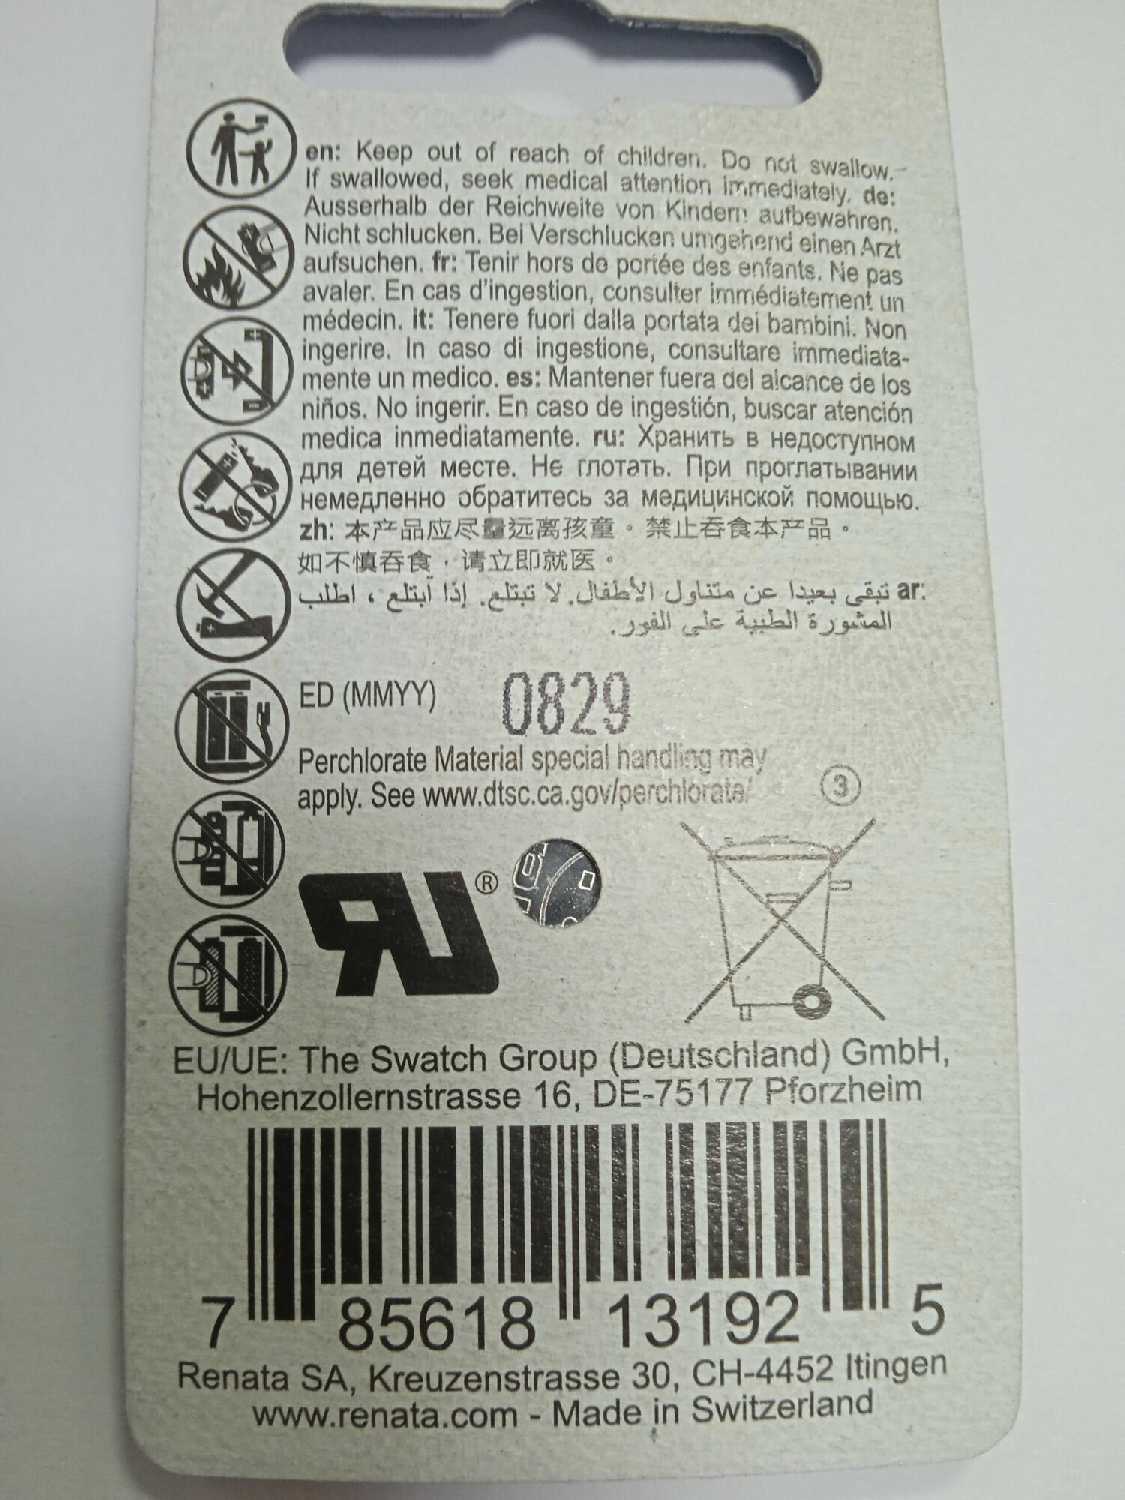 en: Keep out of reach of children. Do not swallow.
If swallowed, seek medical attention immediately. de:
Ausserhalb der Reichweite von Kindern aufbewahren.
Nicht schlucken. Bei Verschlucken umgehend einen Arzt
aufsuchen. fr: Tenir hors de portée des enfants. Ne pas
avaler. En cas d'ingestion, consulter immédiatement un
médecin. it: Tenere fuori dalla portata dei bambini. Non
ingerire. In caso di ingestione, consultare immediata-
mente un medico. es: Mantener fuera del alcance de los
niños. No ingerir. En caso de ingestión, buscar atención
medica inmediatamente. ru: Хранить в недоступном
для детей месте. Не глотать. При проглатывании
немедленно обратитесь за медицинской помощью.
zh: 本产品应尽量远离孩童。禁止吞食本产品。
如不慎吞食,请立即就医。
ar: تبقى بعيدا عن متناول الأطفال. لا تبتلع. إذا أبتلع ، اطلب
المشورة الطبية على الفور.
ED (MMYY) 0829
Perchlorate Material special handling may
apply. See www.dtsc.ca.gov/perchlorate/
3
RU®
EU/UE: The Swatch Group (Deutschland) GmbH,
Hohenzollernstrasse 16, DE-75177 Pforzheim
7 85618 13192 5
Renata SA, Kreuzenstrasse 30, CH-4452 Itingen
www.renata.com - Made in Switzerland